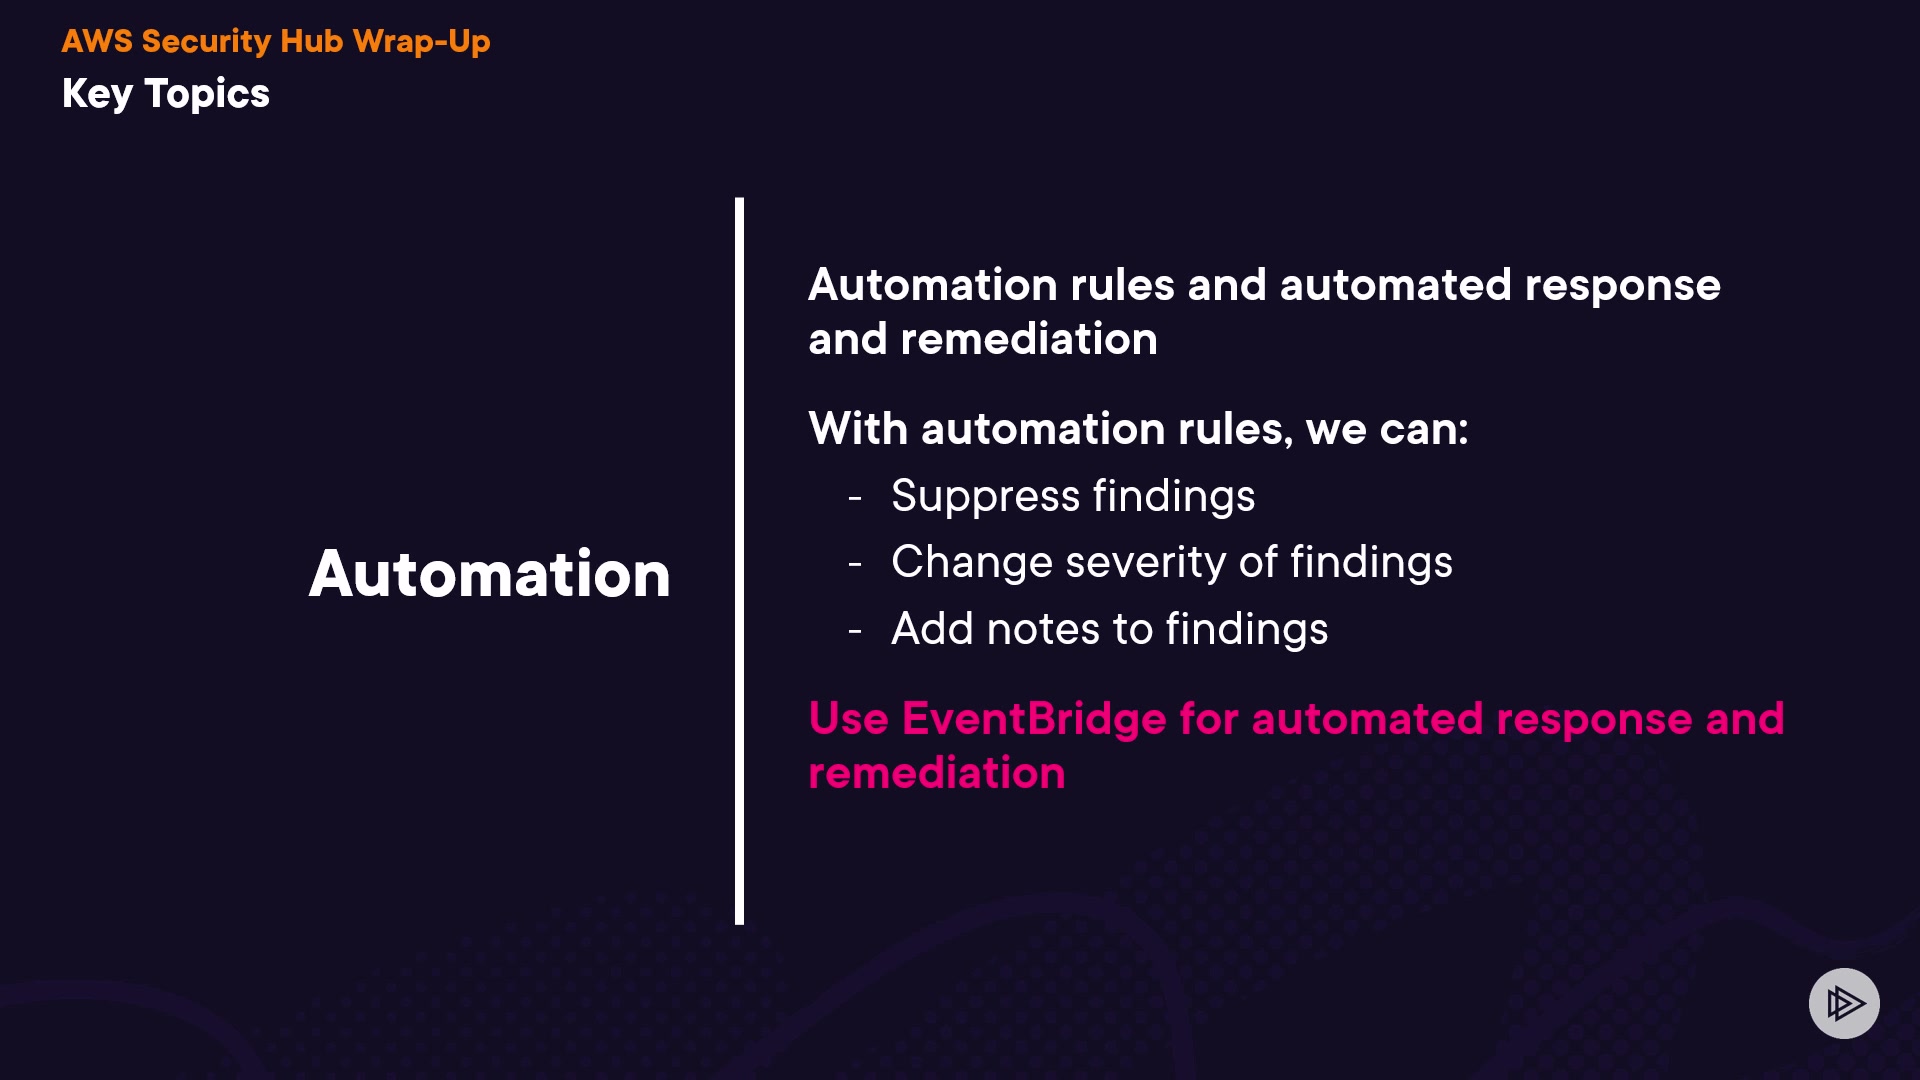 AWS Security Hub Wrap-Up
Key Topics
Automation
Automation rules and automated response
and remediation
With automation rules, we can:
- Suppress findings
- Change severity of findings
- Add notes to findings
Use EventBridge for automated response and
remediation